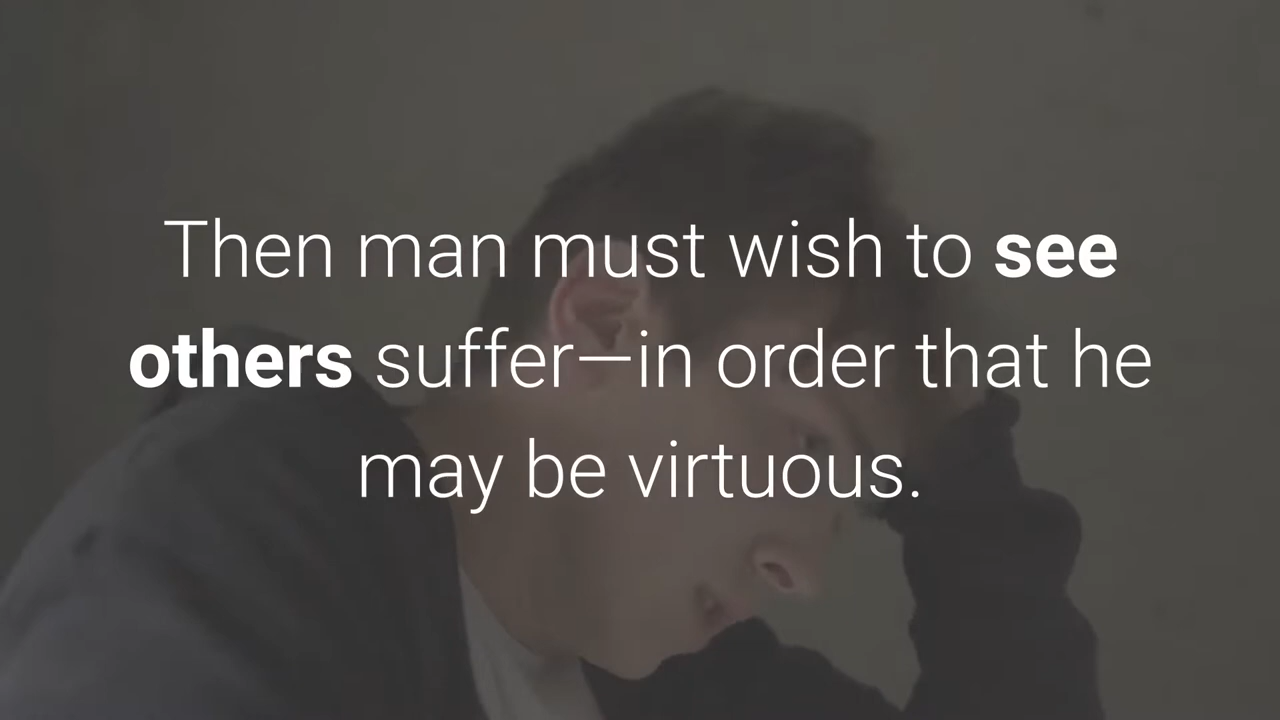 Then man must wish to see
others suffer—in order that he
may be virtuous.